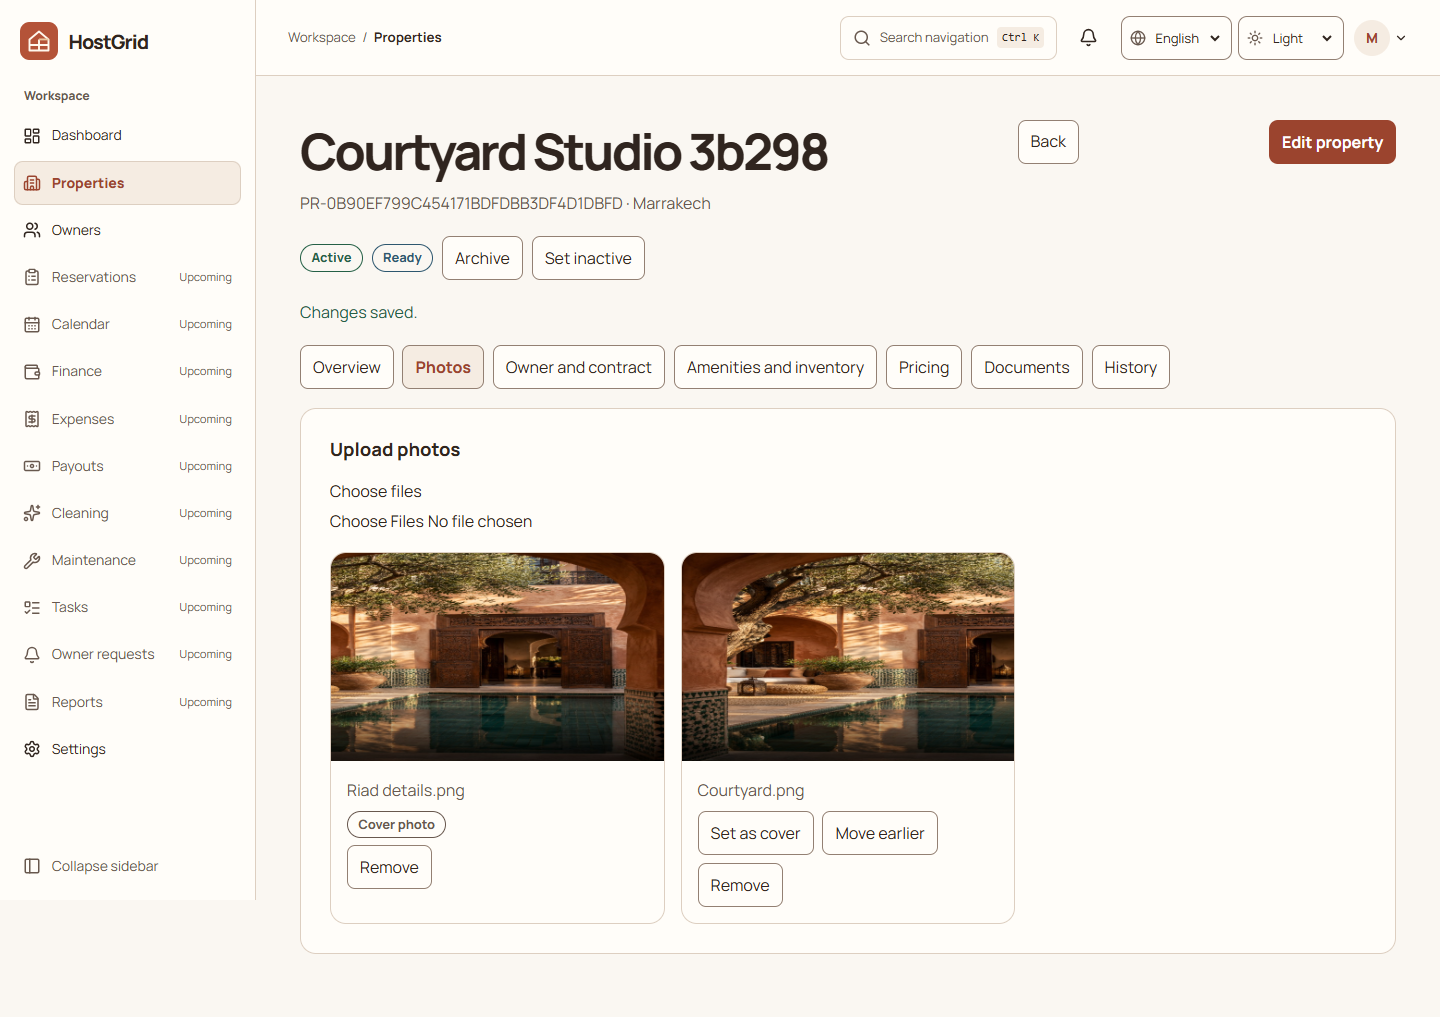 HostGrid
Workspace
Dashboard
Properties
Owners
Reservations Upcoming
Calendar Upcoming
Finance Upcoming
Expenses Upcoming
Payouts Upcoming
Cleaning Upcoming
Maintenance Upcoming
Tasks Upcoming
Owner requests Upcoming
Reports Upcoming
Settings
Collapse sidebar
Workspace / Properties
Search navigation Ctrl K
English
Light
M
Courtyard Studio 3b298
Back
Edit property
PR-0B90EF799C454171BDFDBB3DF4D1DBFD · Marrakech
Active Ready Archive Set inactive
Changes saved.
Overview Photos Owner and contract Amenities and inventory Pricing Documents History
Upload photos
Choose files
Choose Files No file chosen
Riad details.png
Cover photo
Remove
Courtyard.png
Set as cover Move earlier
Remove